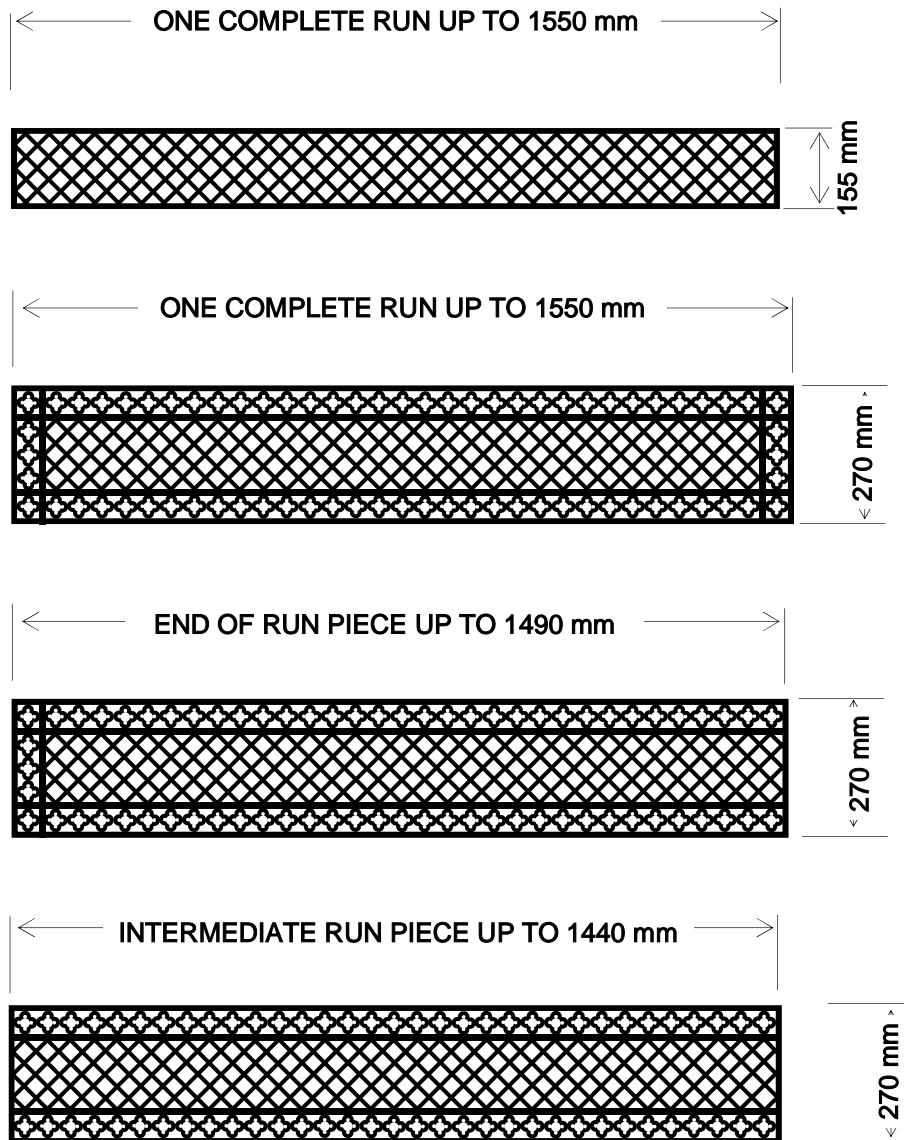 ONE COMPLETE RUN UP TO 1550 mm
155 mm
ONE COMPLETE RUN UP TO 1550 mm
270 mm
END OF RUN PIECE UP TO 1490 mm
270 mm
INTERMEDIATE RUN PIECE UP TO 1440 mm
270 mm